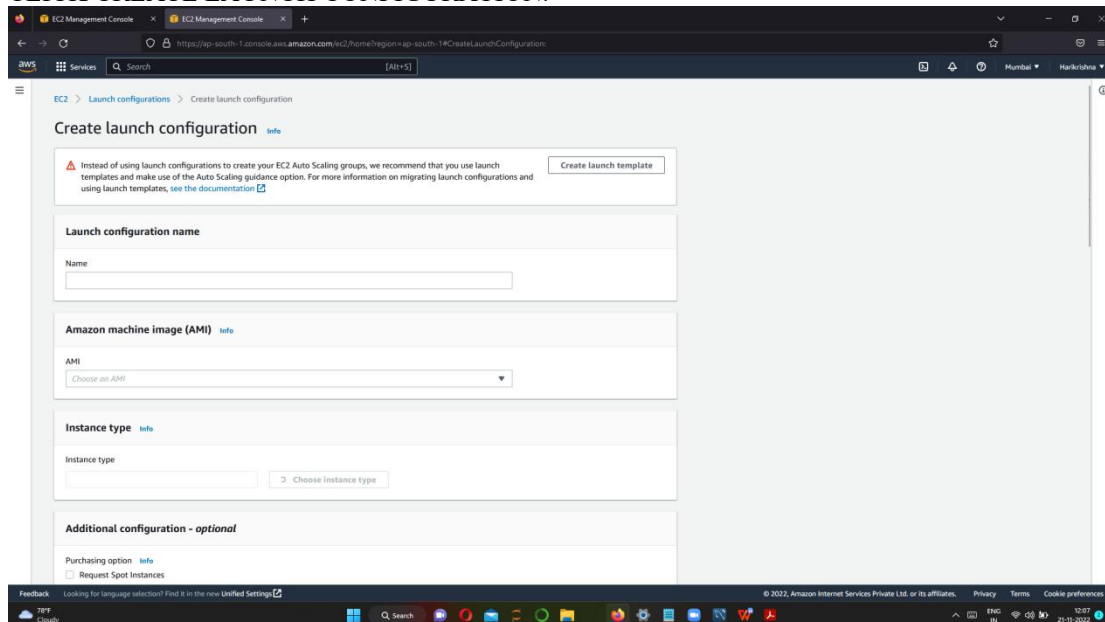 EC2 Management Console
EC2 Management Console
https://ap-south-1.console.aws.amazon.com/ec2/home?region=ap-south-1#CreateLaunchConfiguration:
aws
Services
Search
[Alt+S]
Mumbai
Harikrishna
EC2 > Launch configurations > Create launch configuration
Create launch configuration Info
Instead of using launch configurations to create your EC2 Auto Scaling groups, we recommend that you use launch
templates and make use of the Auto Scaling guidance option. For more information on migrating launch configurations and
using launch templates, see the documentation
Create launch template
Launch configuration name
Name
Amazon machine image (AMI) Info
AMI
Choose an AMI
Instance type Info
Instance type
Choose instance type
Additional configuration - optional
Purchasing option Info
Request Spot Instances
Feedback
Looking for language selection? Find it in the new Unified Settings
© 2022, Amazon Internet Services Private Ltd. or its affiliates.
Privacy
Terms
Cookie preferences
78°F
Cloudy
Search
ENG
IN
12:07
21-11-2022